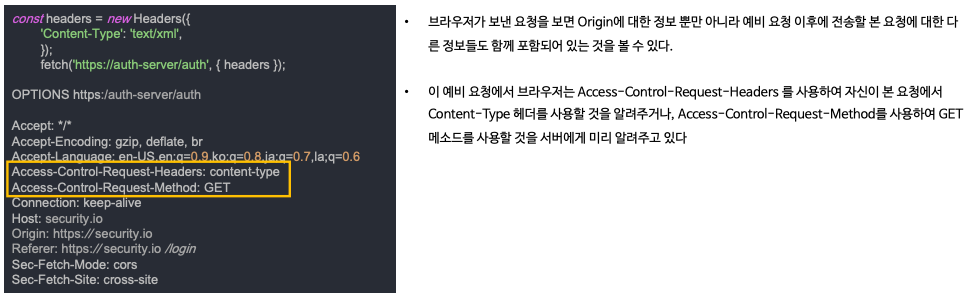 const headers = new Headers({
'Content-Type': 'text/xml',
});
fetch('https://auth-server/auth', { headers });
OPTIONS https:/auth-server/auth
Accept: */*
Accept-Encoding: gzip, deflate, br
Accept-Language: en-US,en;q=0.9,ko;q=0.8,ja;q=0.7,la;q=0.6
Access-Control-Request-Headers: content-type
Access-Control-Request-Method: GET
Connection: keep-alive
Host: security.io
Origin: https://security.io
Referer: https://security.io /login
Sec-Fetch-Mode: cors
Sec-Fetch-Site: cross-site
• 브라우저가 보낸 요청을 보면 Origin에 대한 정보 뿐만 아니라 예비 요청 이후에 전송할 본 요청에 대한 다
른 정보들도 함께 포함되어 있는 것을 볼 수 있다.
• 이 예비 요청에서 브라우저는 Access-Control-Request-Headers 를 사용하여 자신이 본 요청에서
Content-Type 헤더를 사용할 것을 알려주거나, Access-Control-Request-Method를 사용하여 GET
메소드를 사용할 것을 서버에게 미리 알려주고 있다